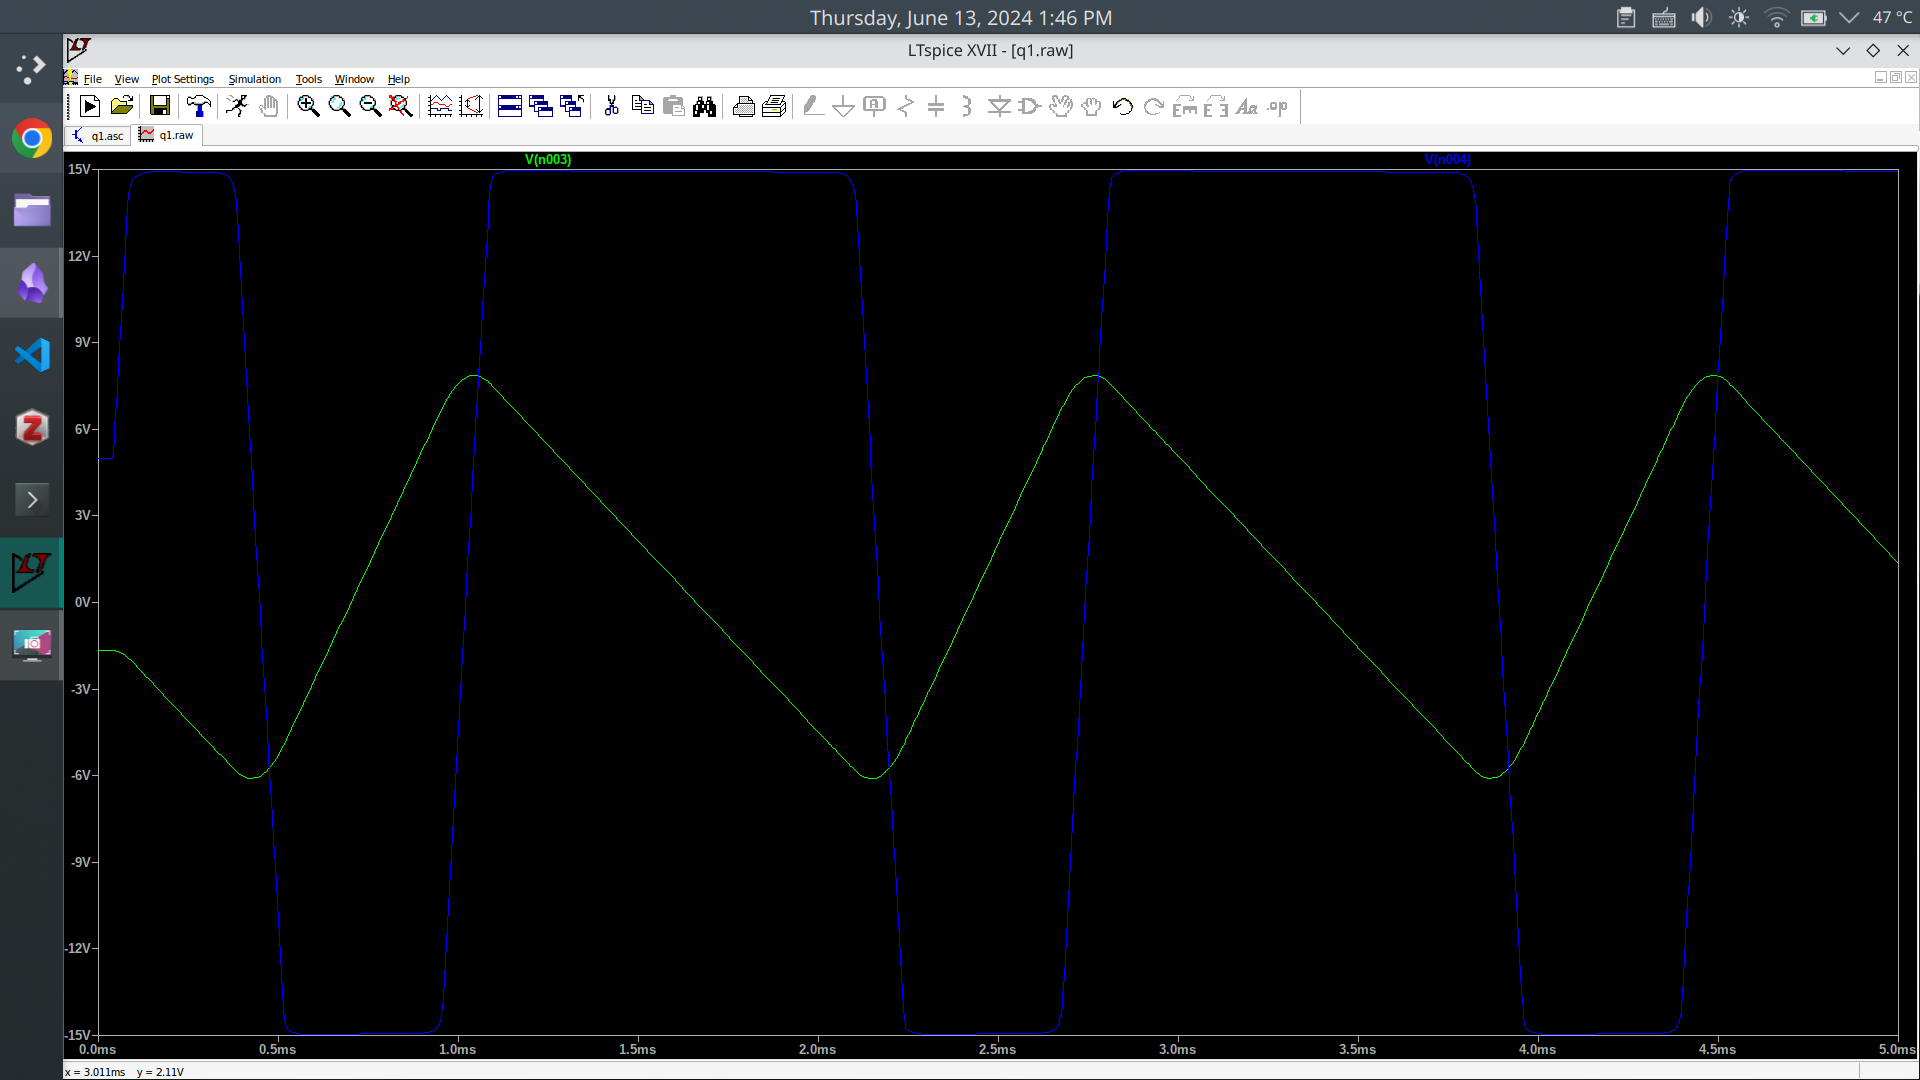 Thursday, June 13, 2024 1:46 PM
47 °C
LTspice XVII - [q1.raw]
File View Plot Settings Simulation Tools Window Help
q1.asc q1.raw
V(n003) V(n004)
15V
12V
9V
6V
3V
0V
-3V
-6V
-9V
-12V
-15V
0.0ms 0.5ms 1.0ms 1.5ms 2.0ms 2.5ms 3.0ms 3.5ms 4.0ms 4.5ms 5.0ms
x = 3.011ms y = 2.11V